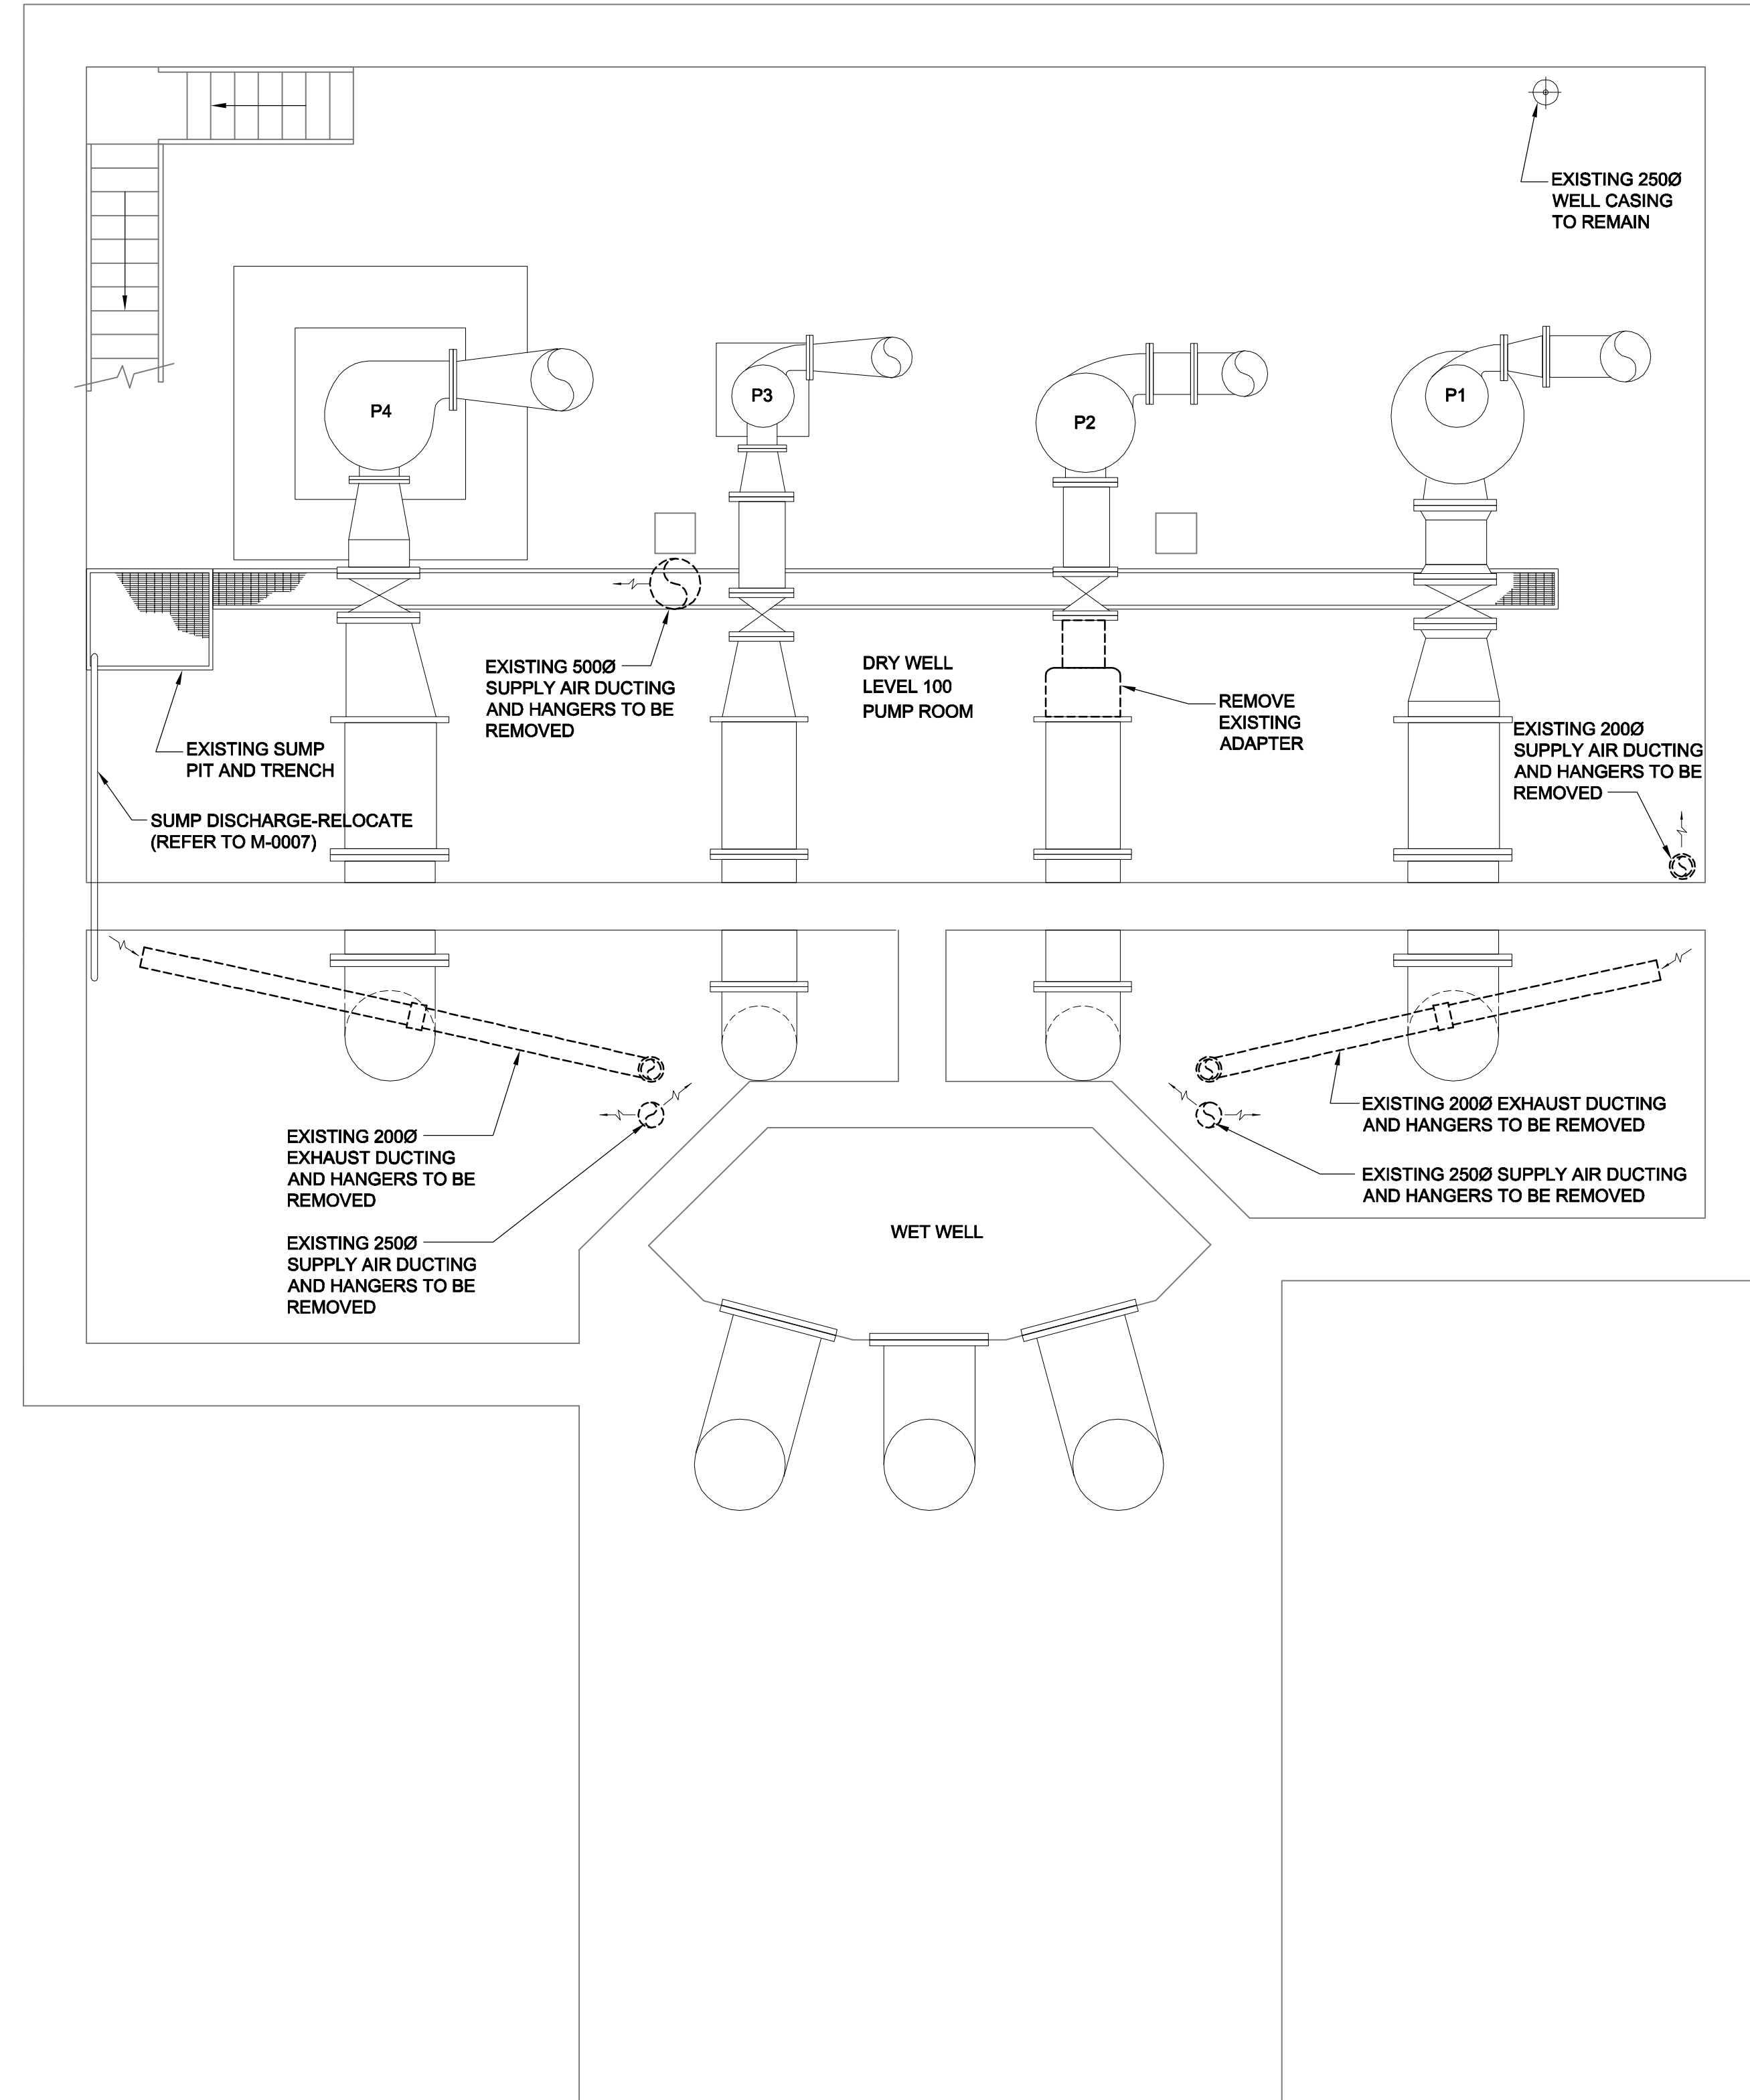 EXISTING 250Ø
WELL CASING
TO REMAIN
P4
P3
P2
P1
EXISTING 500Ø
SUPPLY AIR DUCTING
AND HANGERS TO BE
REMOVED
DRY WELL
LEVEL 100
PUMP ROOM
REMOVE
EXISTING
ADAPTER
EXISTING 200Ø
SUPPLY AIR DUCTING
AND HANGERS TO BE
REMOVED
EXISTING SUMP
PIT AND TRENCH
SUMP DISCHARGE-RELOCATE
(REFER TO M-0007)
EXISTING 200Ø
EXHAUST DUCTING
AND HANGERS TO BE
REMOVED
EXISTING 250Ø
SUPPLY AIR DUCTING
AND HANGERS TO BE
REMOVED
EXISTING 200Ø EXHAUST DUCTING
AND HANGERS TO BE REMOVED
EXISTING 250Ø SUPPLY AIR DUCTING
AND HANGERS TO BE REMOVED
WET WELL